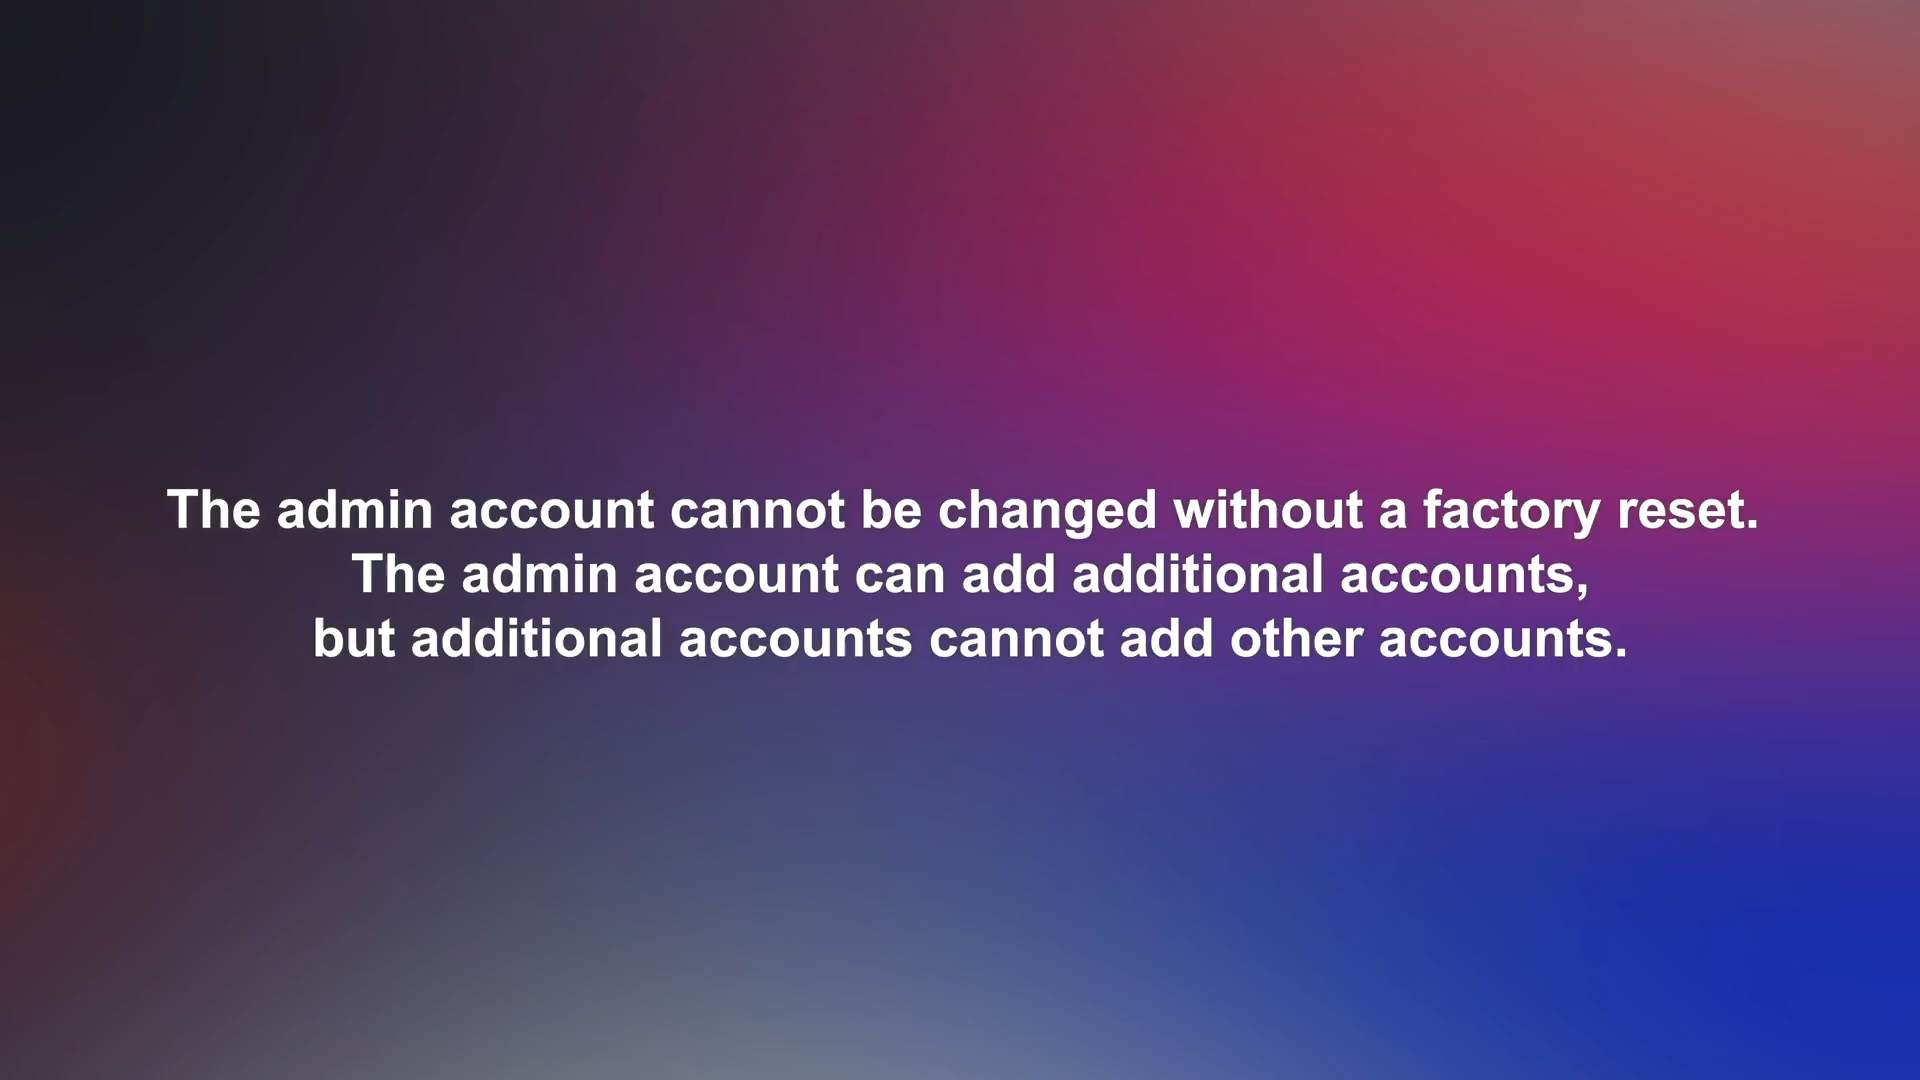 The admin account cannot be changed without a factory reset.
The admin account can add additional accounts,
but additional accounts cannot add other accounts.